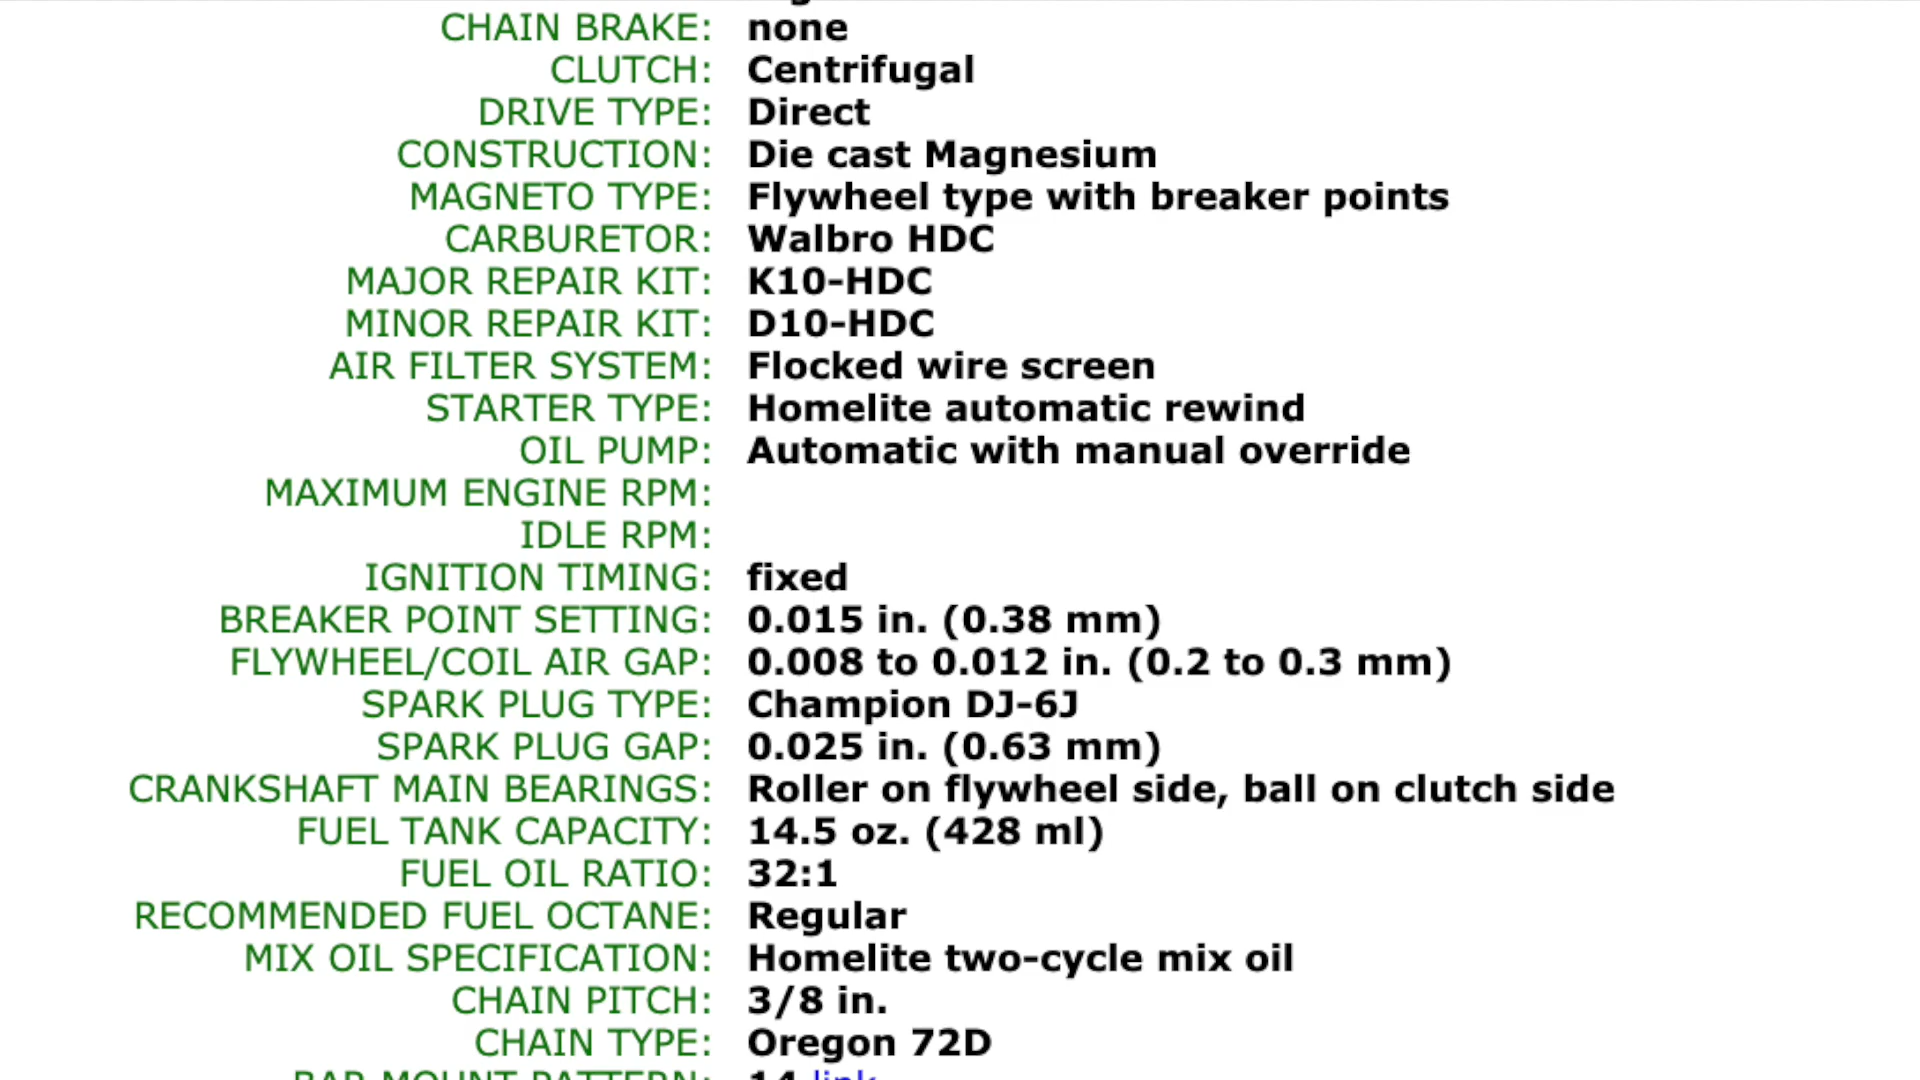 CHAIN BRAKE: none
CLUTCH: Centrifugal
DRIVE TYPE: Direct
CONSTRUCTION: Die cast Magnesium
MAGNETO TYPE: Flywheel type with breaker points
CARBURETOR: Walbro HDC
MAJOR REPAIR KIT: K10-HDC
MINOR REPAIR KIT: D10-HDC
AIR FILTER SYSTEM: Flocked wire screen
STARTER TYPE: Homelite automatic rewind
OIL PUMP: Automatic with manual override
MAXIMUM ENGINE RPM:
IDLE RPM:
IGNITION TIMING: fixed
BREAKER POINT SETTING: 0.015 in. (0.38 mm)
FLYWHEEL/COIL AIR GAP: 0.008 to 0.012 in. (0.2 to 0.3 mm)
SPARK PLUG TYPE: Champion DJ-6J
SPARK PLUG GAP: 0.025 in. (0.63 mm)
CRANKSHAFT MAIN BEARINGS: Roller on flywheel side, ball on clutch side
FUEL TANK CAPACITY: 14.5 oz. (428 ml)
FUEL OIL RATIO: 32:1
RECOMMENDED FUEL OCTANE: Regular
MIX OIL SPECIFICATION: Homelite two-cycle mix oil
CHAIN PITCH: 3/8 in.
CHAIN TYPE: Oregon 72D
BAR MOUNT PATTERN: 14 link